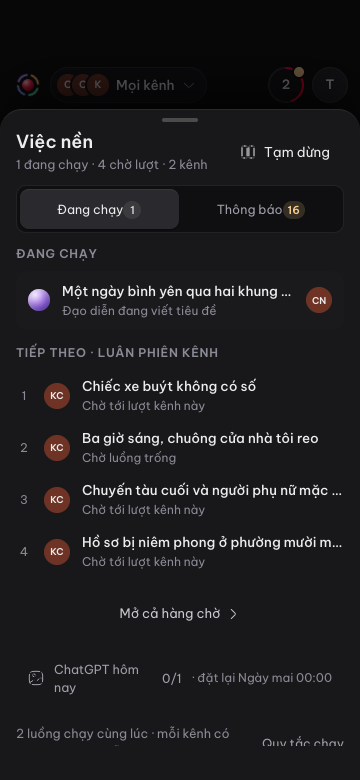 C C K Mọi kênh 2 T
Việc nền
1 đang chạy · 4 chờ lượt · 2 kênh
Tạm dừng
Đang chạy 1
Thông báo 16
ĐANG CHẠY
Một ngày bình yên qua hai khung ...
Đạo diễn đang viết tiêu đề
CN
TIẾP THEO · LUÂN PHIÊN KÊNH
1 KC Chiếc xe buýt không có số
Chờ tới lượt kênh này
2 KC Ba giờ sáng, chuông cửa nhà tôi reo
Chờ luồng trống
3 KC Chuyến tàu cuối và người phụ nữ mặc ...
Chờ tới lượt kênh này
4 KC Hồ sơ bị niêm phong ở phường mười m...
Chờ tới lượt kênh này
Mở cả hàng chờ
ChatGPT hôm
nay
0/1 · đặt lại Ngày mai 00:00
2 luồng chạy cùng lúc · mỗi kênh có
Quy tắc chạy